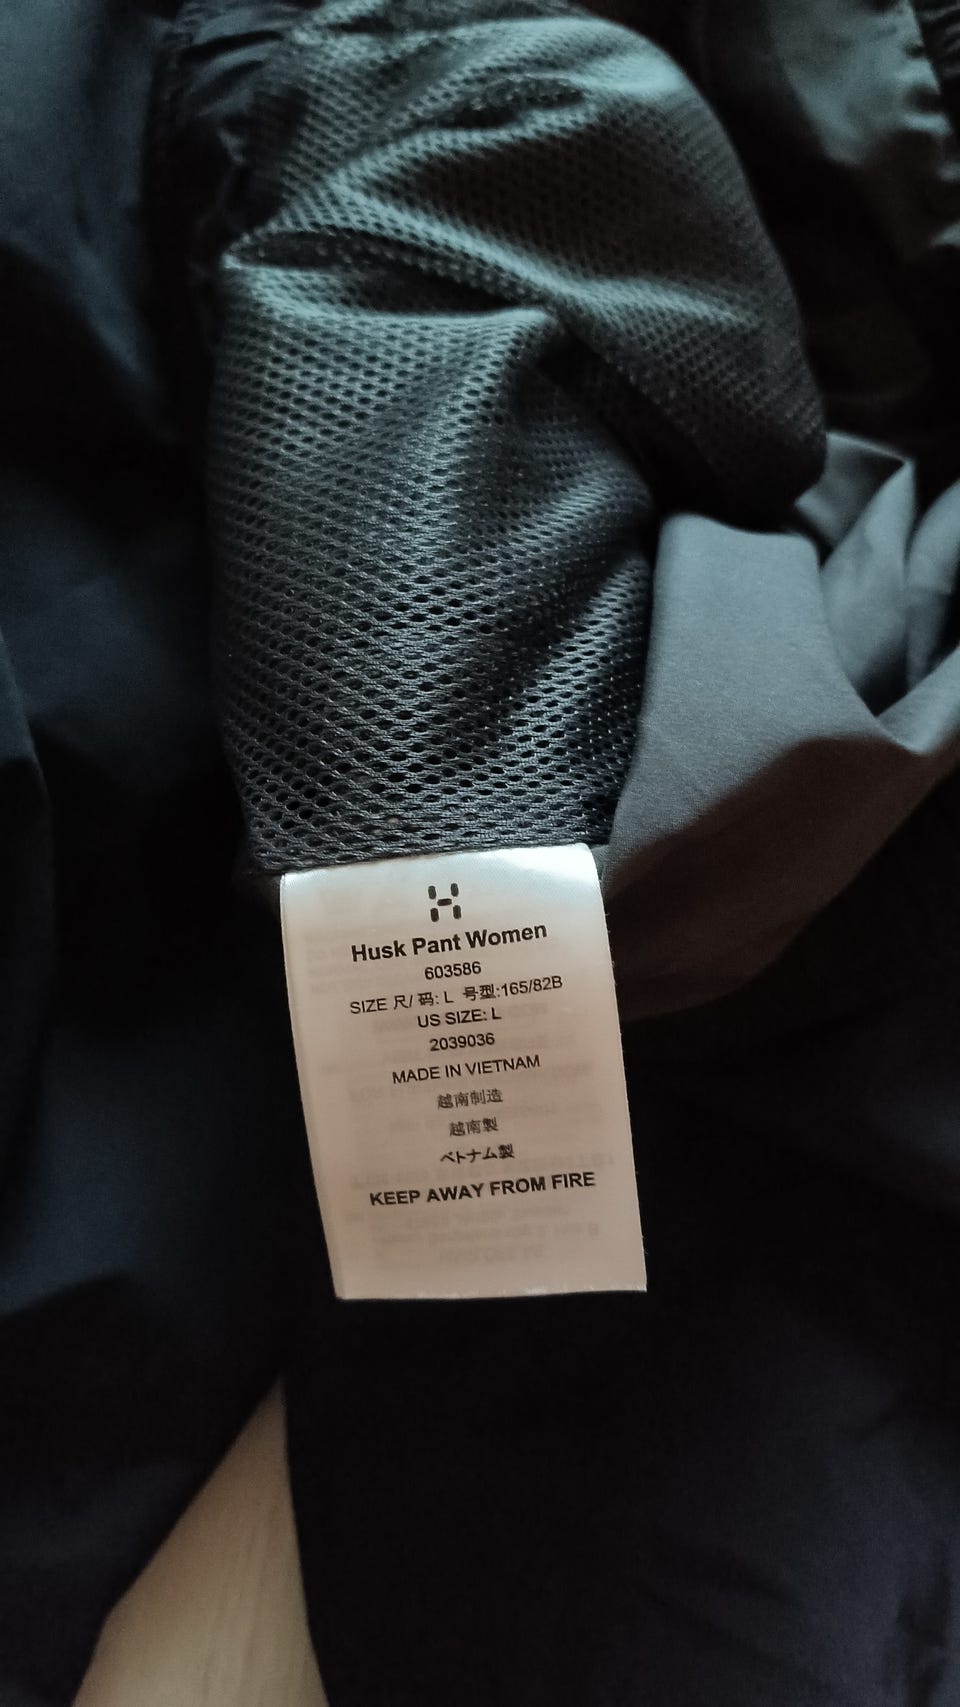 Husk Pant Women
603586
SIZE 尺/ 码: L 号型:165/82B
US SIZE: L
2039036
MADE IN VIETNAM
越南制造
越南製
ベトナム製
KEEP AWAY FROM FIRE